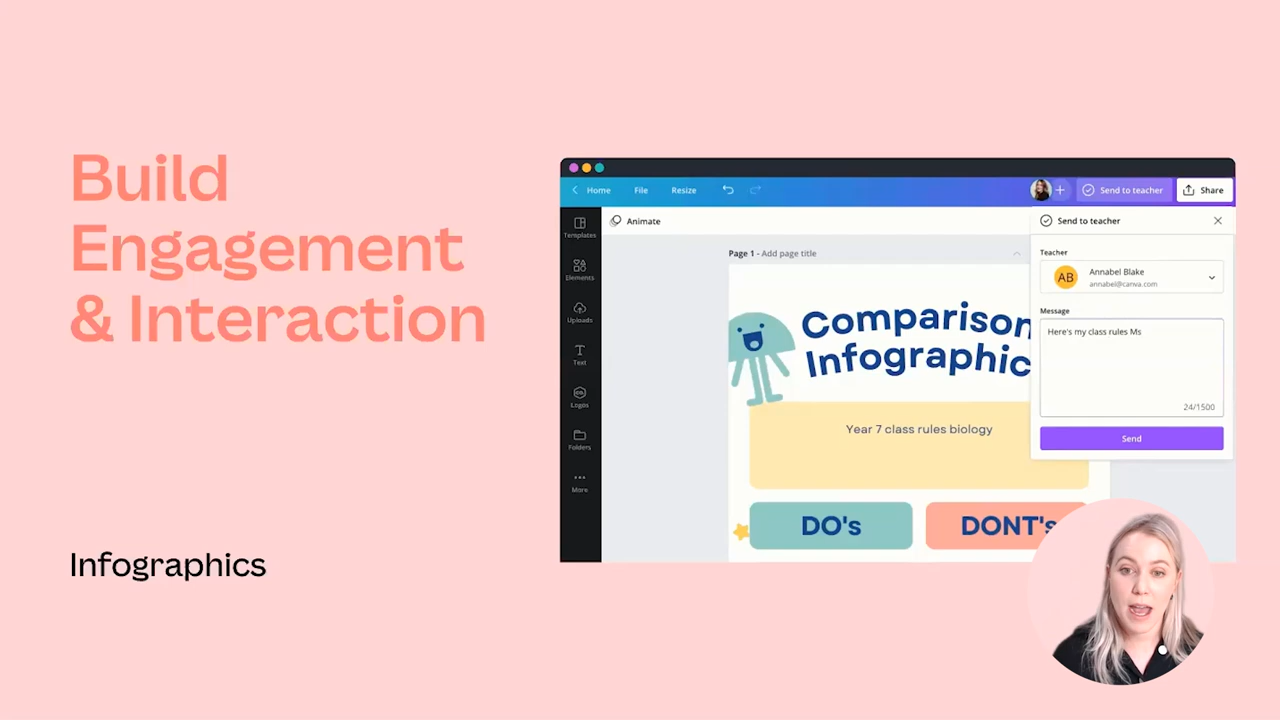 Build
Engagement
& Interaction
Infographics
Home File Resize Send to teacher Share
Templates
Elements
Uploads
Text
Logos
Folders
More
Animate
Page 1 - Add page title
Comparison
Infographic
Year 7 class rules biology
DO's
DONT's
Send to teacher
Teacher
AB
Annabel Blake
annabel@canva.com
Message
Here's my class rules Ms
24/1500
Send